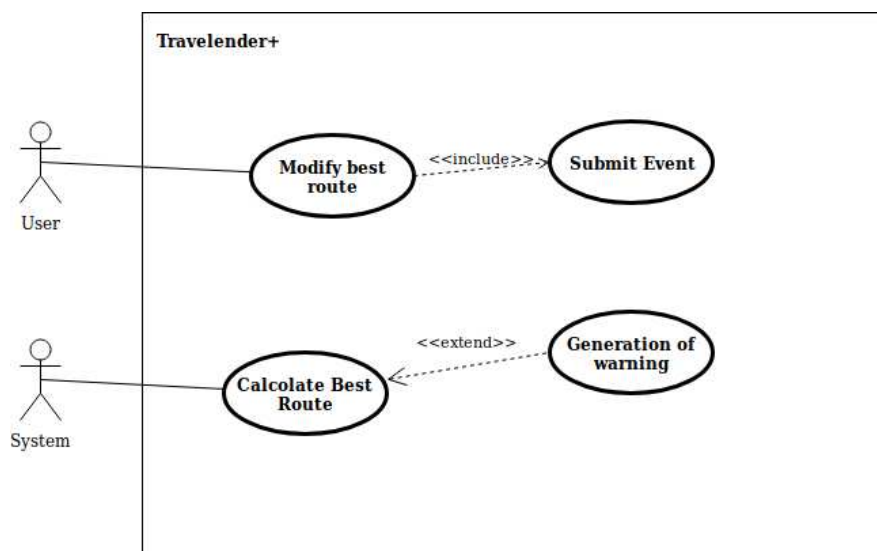 Travelender+
Modify best
route
<<include>>
Submit Event
User
Calcolate Best
Route
<<extend>>
Generation of
warning
System